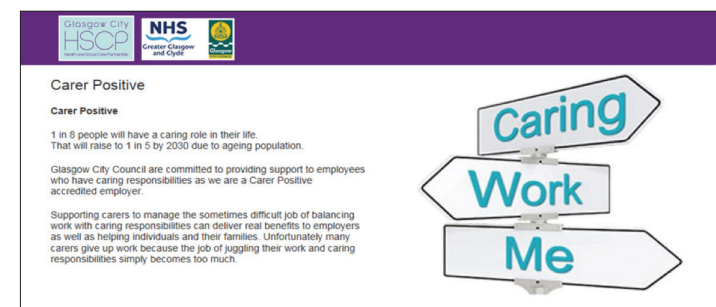 Glasgow City
HSCP
Health and Social Care Partnership
NHS
Greater Glasgow
and Clyde
Glasgow
Carer Positive
Carer Positive
1 in 8 people will have a caring role in their life.
That will raise to 1 in 5 by 2030 due to ageing population.
Glasgow City Council are committed to providing support to employees
who have caring responsibilities as we are a Carer Positive
accredited employer.
Supporting carers to manage the sometimes difficult job of balancing
work with caring responsibilities can deliver real benefits to employers
as well as helping individuals and their families. Unfortunately many
carers give up work because the job of juggling their work and caring
responsibilities simply becomes too much.
Caring
Work
Me